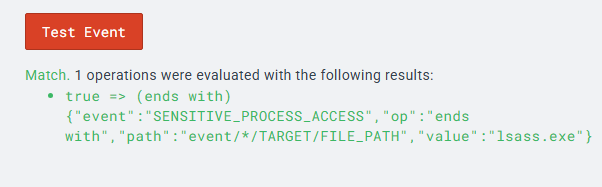 Test Event
Match. 1 operations were evaluated with the following results:
• true => (ends with)
{"event":"SENSITIVE_PROCESS_ACCESS","op":"ends
with","path":"event/*/TARGET/FILE_PATH","value":"lsass.exe"}